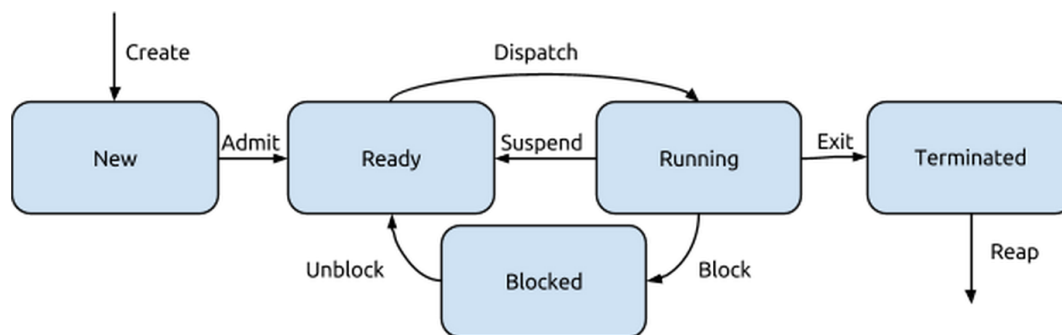 Create
Dispatch
New
Admit
Ready
Suspend
Running
Exit
Terminated
Unblock
Blocked
Block
Reap